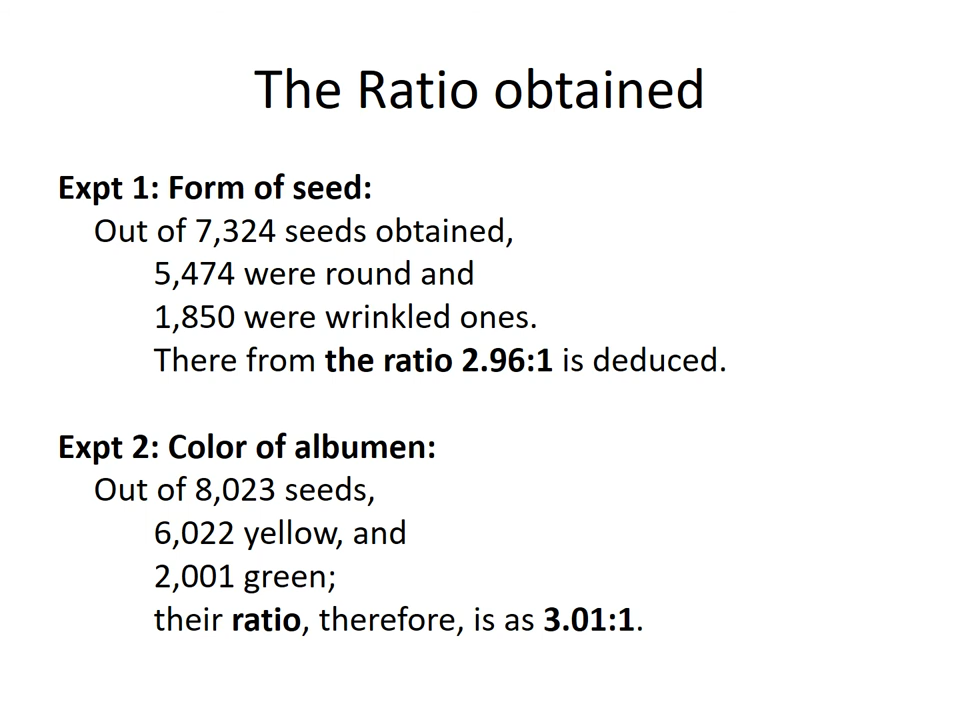 The Ratio obtained
Expt 1: Form of seed:
Out of 7,324 seeds obtained,
5,474 were round and
1,850 were wrinkled ones.
There from the ratio 2.96:1 is deduced.
Expt 2: Color of albumen:
Out of 8,023 seeds,
6,022 yellow, and
2,001 green;
their ratio, therefore, is as 3.01:1.